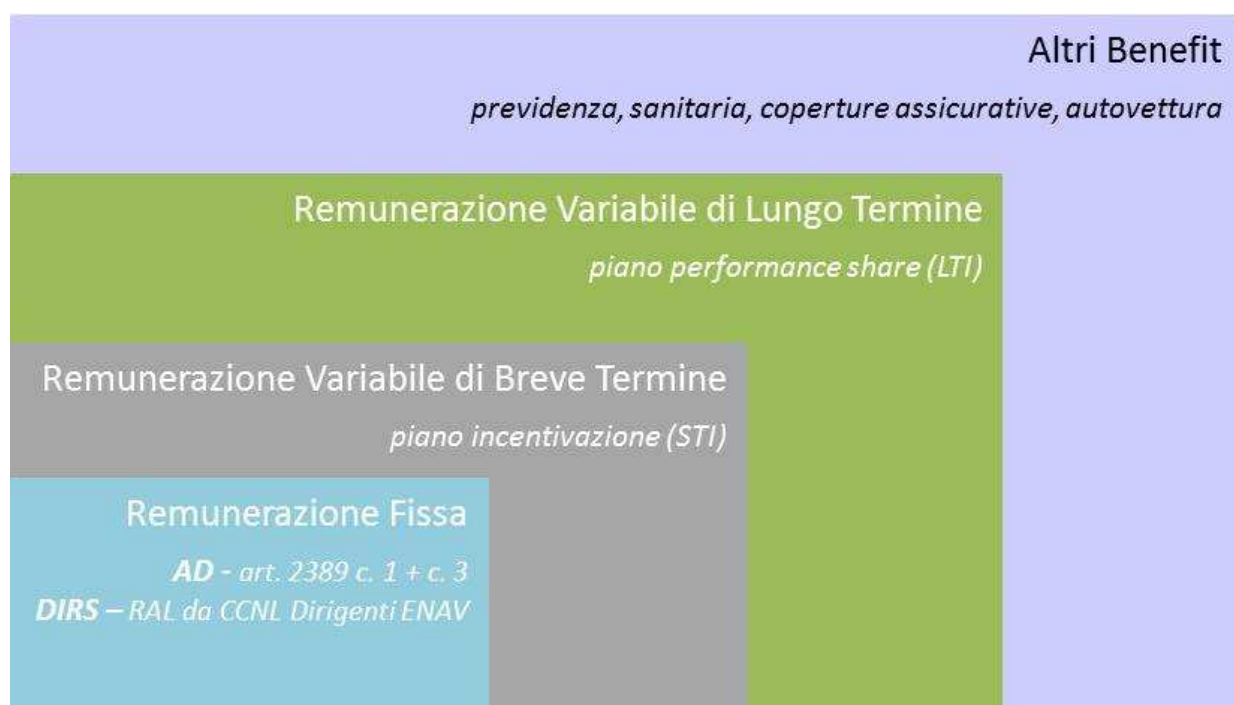 Altri Benefit
previdenza, sanitaria, coperture assicurative, autovettura
Remunerazione Variabile di Lungo Termine
piano performance share (LTI)
Remunerazione Variabile di Breve Termine
piano incentivazione (STI)
Remunerazione Fissa
AD - art. 2389 c. 1 + c. 3
DIRS – RAL da CCNL Dirigenti ENAV